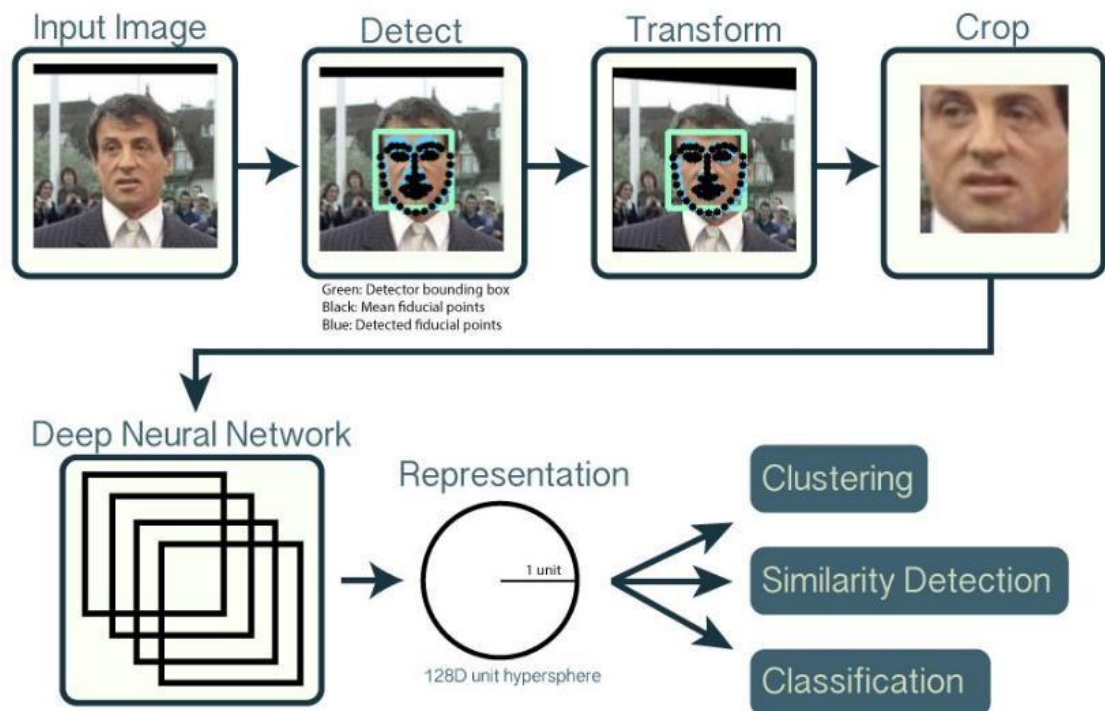 Input Image
Detect
Transform
Crop
Green: Detector bounding box
Black: Mean fiducial points
Blue: Detected fiducial points
Deep Neural Network
Representation
1 unit
128D unit hypersphere
Clustering
Similarity Detection
Classification